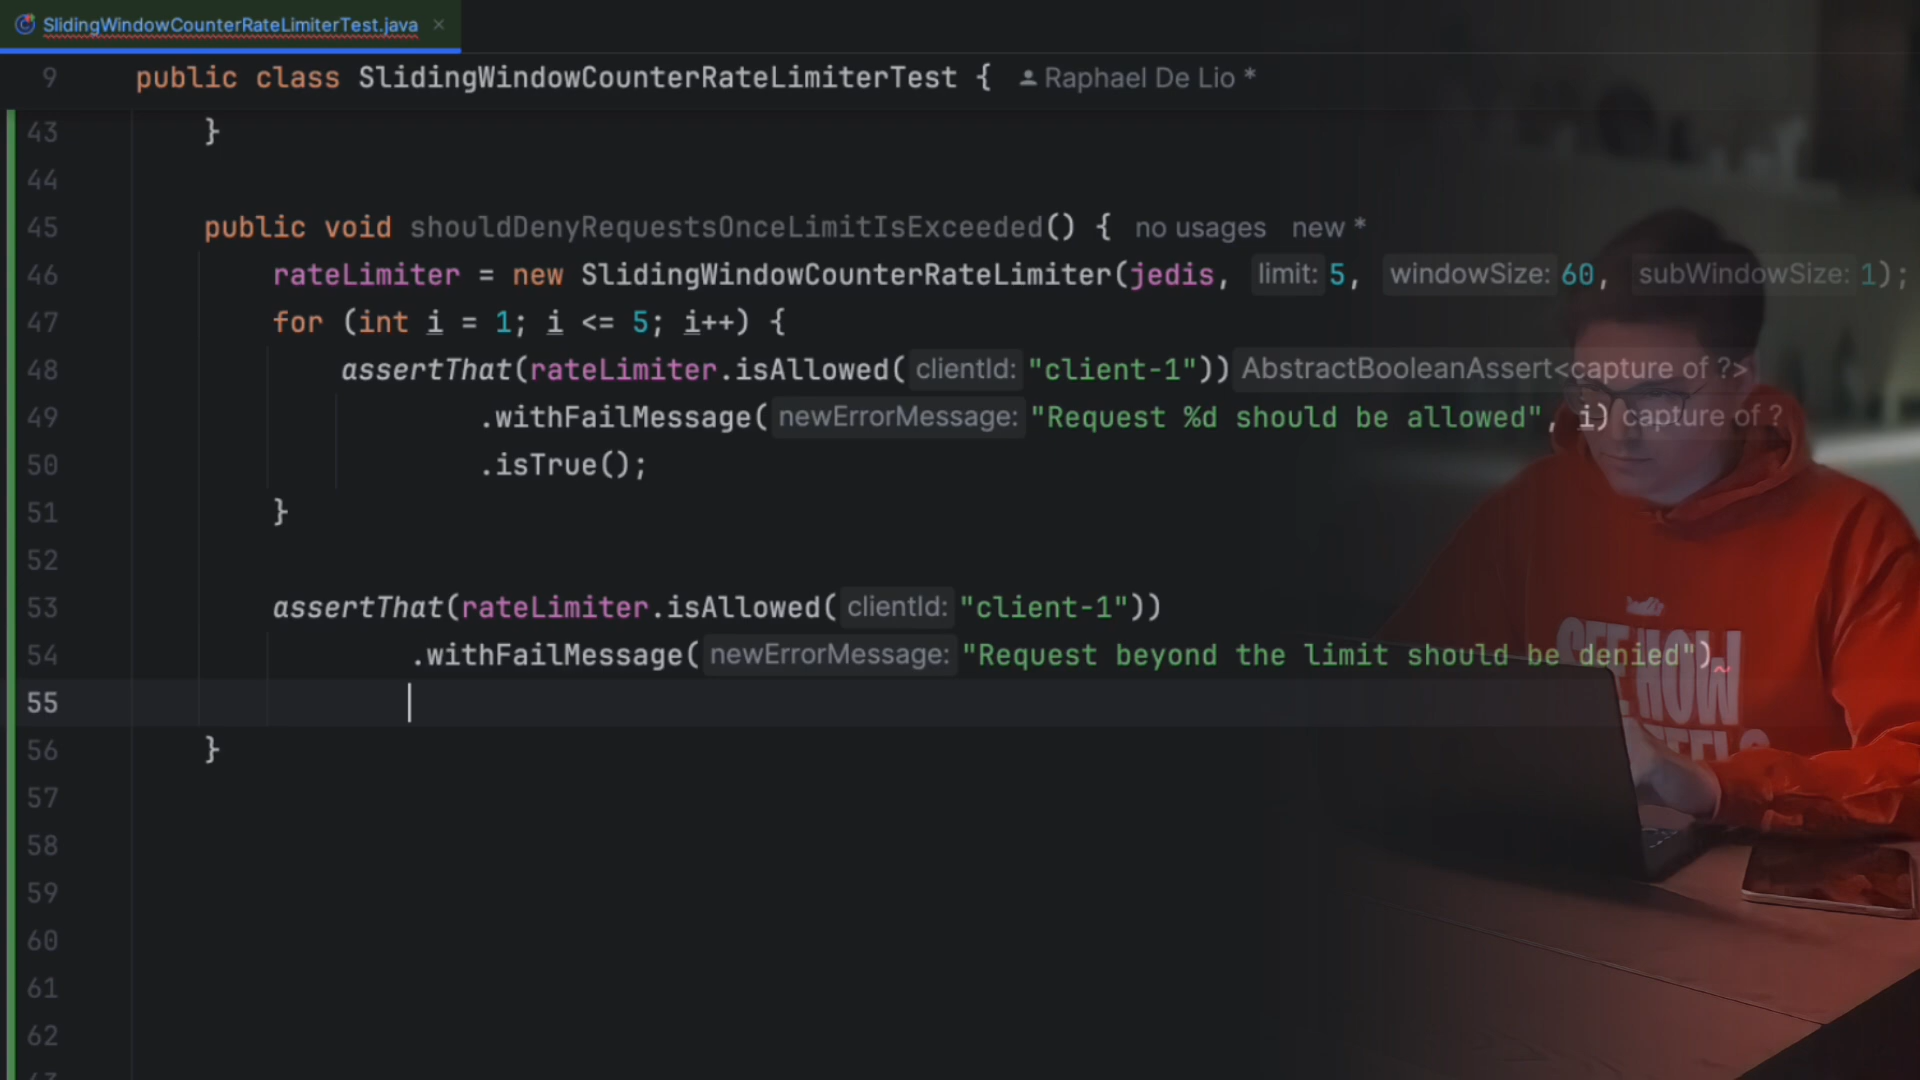 SlidingWindowCounterRateLimiterTest.java
9 public class SlidingWindowCounterRateLimiterTest { Raphael De Lio *
43 }
44
45 public void shouldDenyRequestsOnceLimitIsExceeded() { no usages new *
46 rateLimiter = new SlidingWindowCounterRateLimiter(jedis, limit: 5, windowSize: 60, subWindowSize: 1);
47 for (int i = 1; i <= 5; i++) {
48 assertThat(rateLimiter.isAllowed( clientId: "client-1")) AbstractBooleanAssert<capture of ?>
49 .withFailMessage( newErrorMessage: "Request %d should be allowed", i) capture of ?
50 .isTrue();
51 }
52
53 assertThat(rateLimiter.isAllowed( clientId: "client-1"))
54 .withFailMessage( newErrorMessage: "Request beyond the limit should be denied")
55
56 }
57
58
59
60
61
62
SEE HOW
FEELS